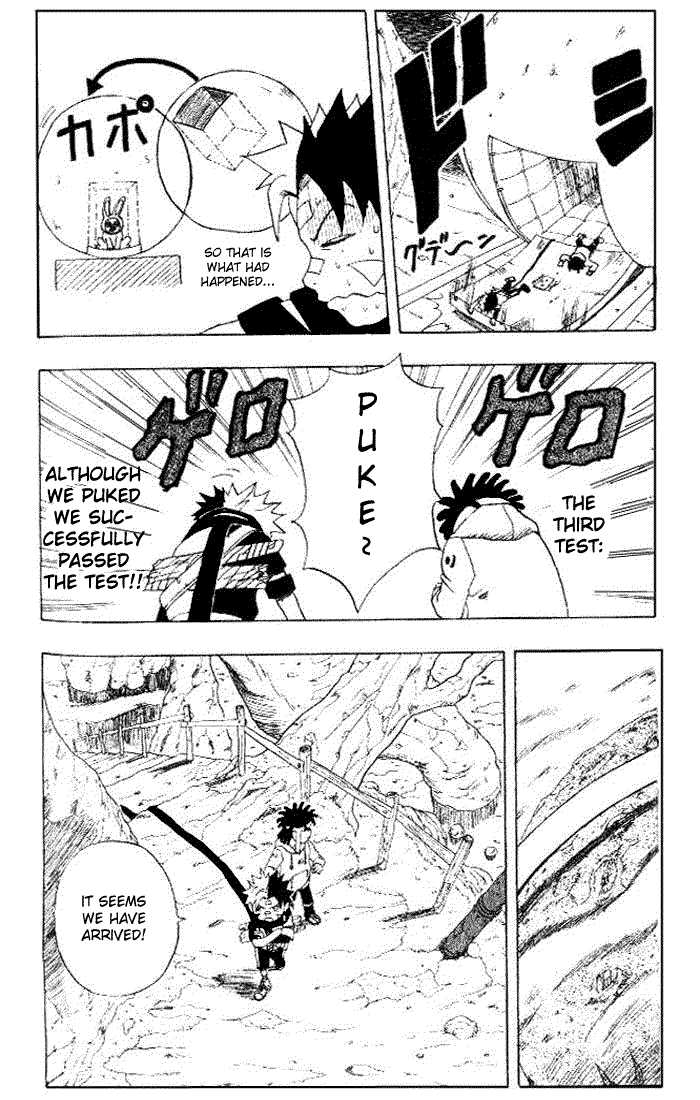 ドミ
グデ〜ン
カポ
SO THAT IS
WHAT HAD
HAPPENED...
ゲロ
THE
THIRD
TEST:
PUKE~
ゲロ
ALTHOUGH
WE PUKED
WE SUC-
CESSFULLY
PASSED
THE TEST!!
IT SEEMS
WE HAVE
ARRIVED!